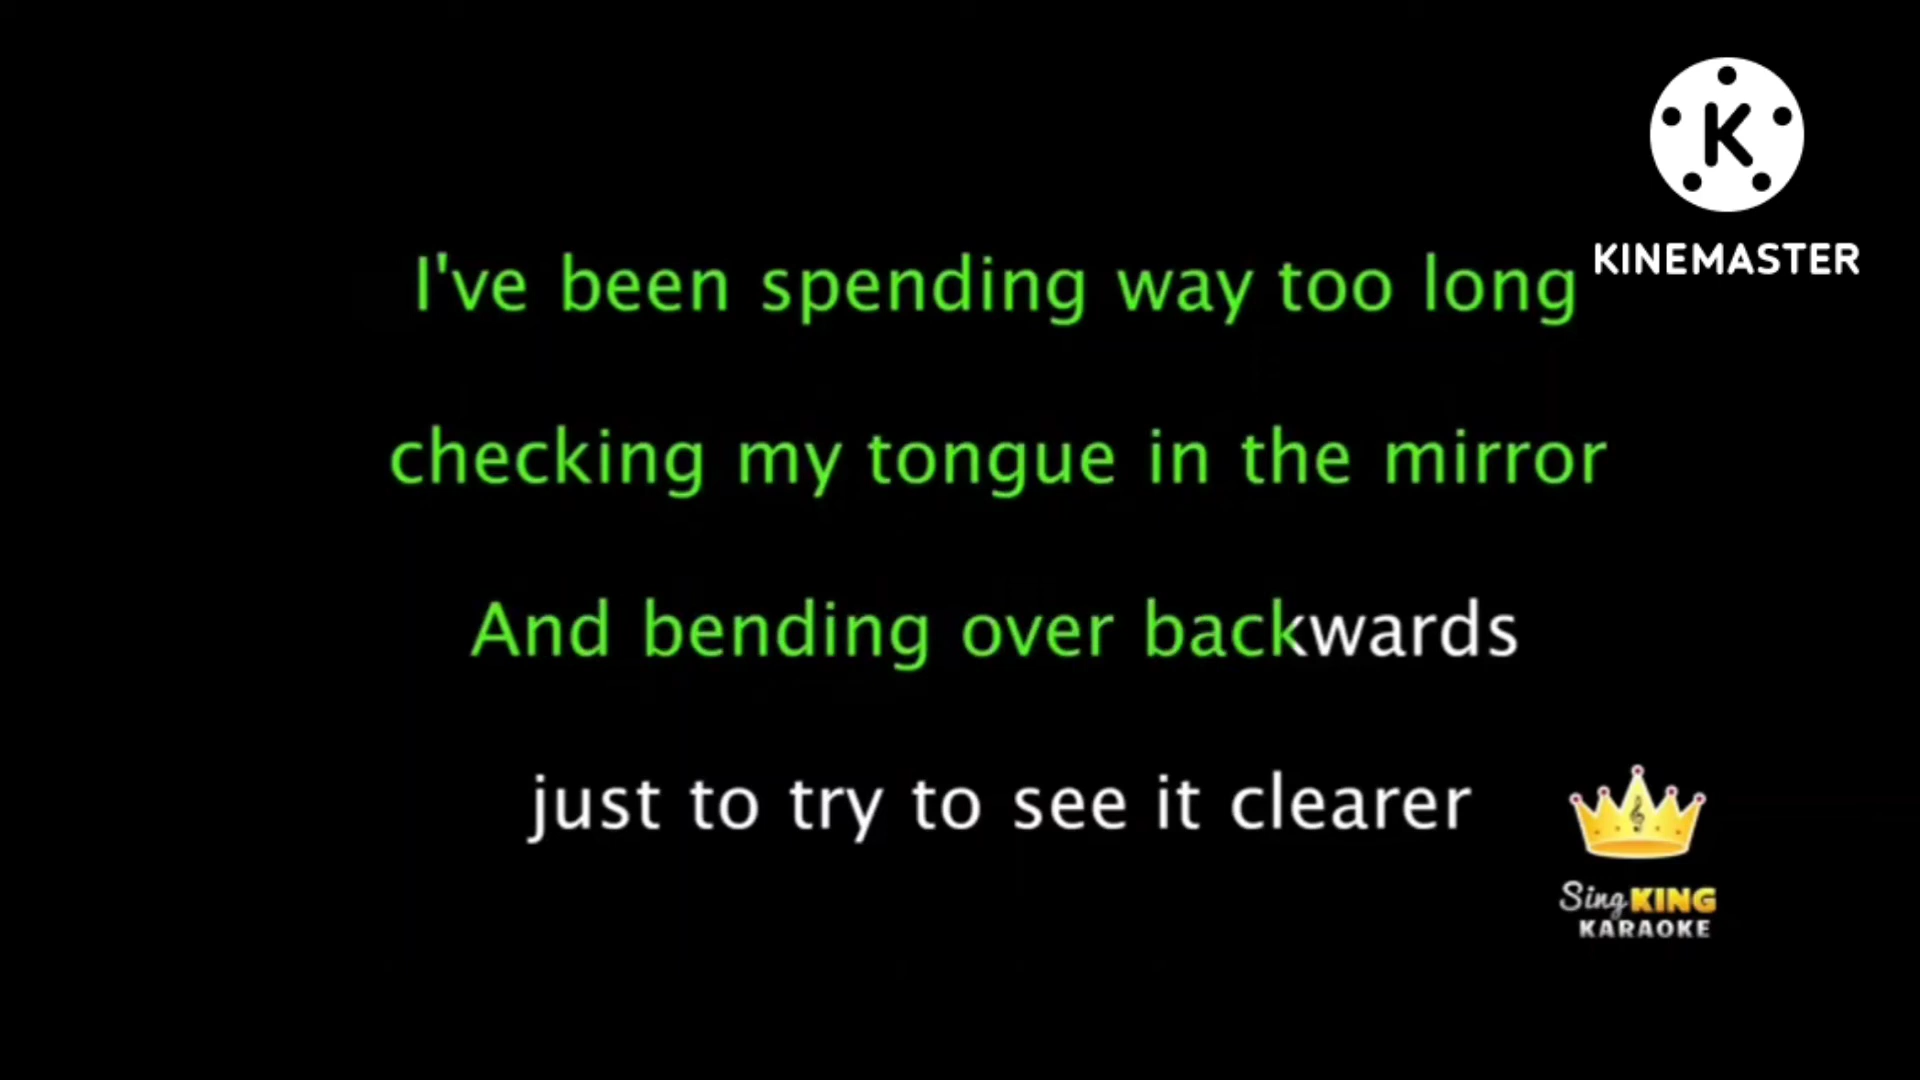 K
KINEMASTER
I've been spending way too long
checking my tongue in the mirror
And bending over backwards
just to try to see it clearer
Sing KING
KARAOKE